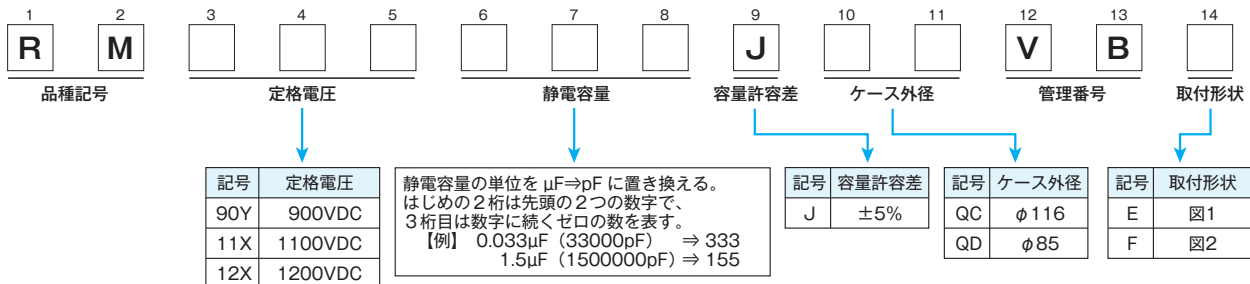 1 2 3 4 5 6 7 8 9 10 11 12 13 14
R M J V B
品種記号 定格電圧 静電容量 容量許容差 ケース外径 管理番号 取付形状
記号 定格電圧
90Y 900VDC
11X 1100VDC
12X 1200VDC
静電容量の単位を μF⇒pF に置き換える。
はじめの2桁は先頭の2つの数字で、
3桁目は数字に続くゼロの数を表す。
【例】 0.033μF(33000pF) ⇒ 333
1.5μF(1500000pF)⇒ 155
記号 容量許容差
J ±5%
記号 ケース外径
QC φ116
QD φ85
記号 取付形状
E 図1
F 図2